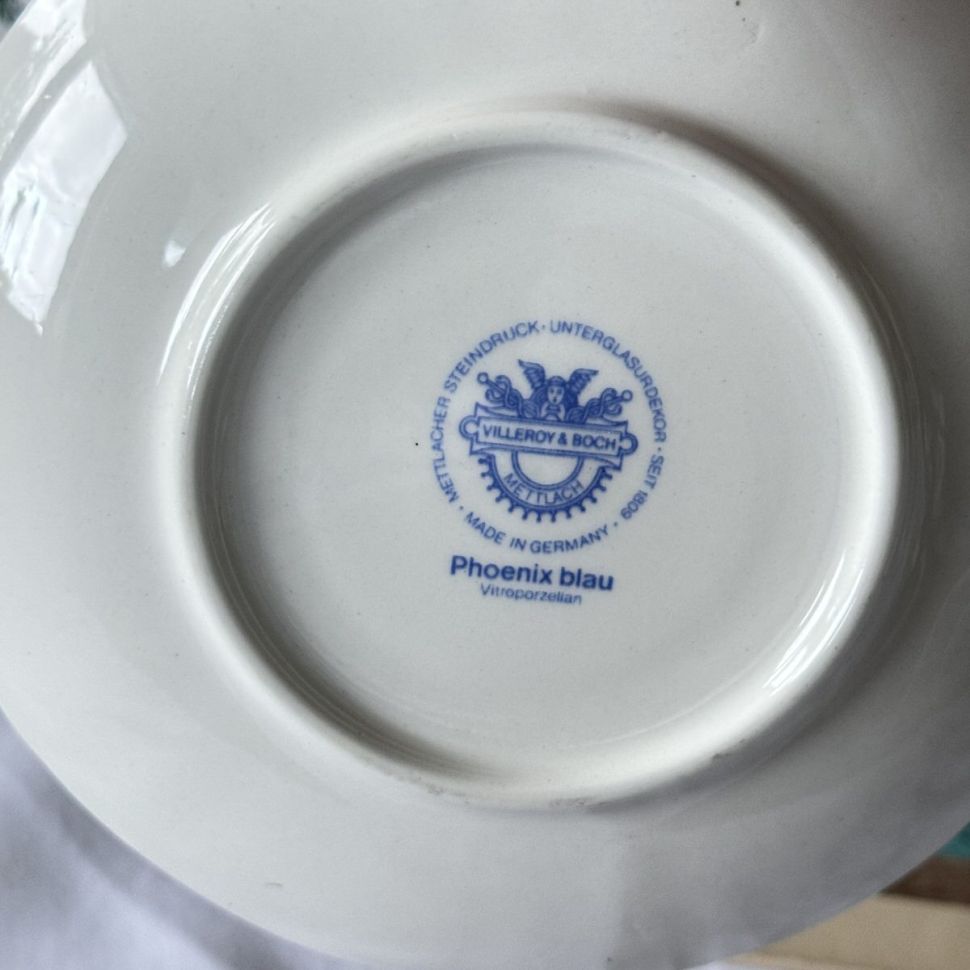 METTLACHER STEINDRUCK · UNTERGLASURDEKOR · SEIT 1809
VILLEROY & BOCH
METTLACH
· MADE IN GERMANY ·
Phoenix blau
Vitroporzellan